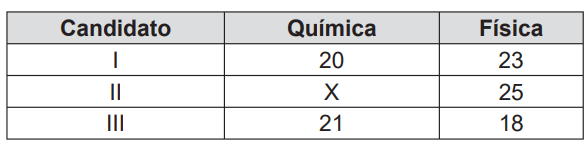 Candidato Química Física
I 20 23
II X 25
III 21 18